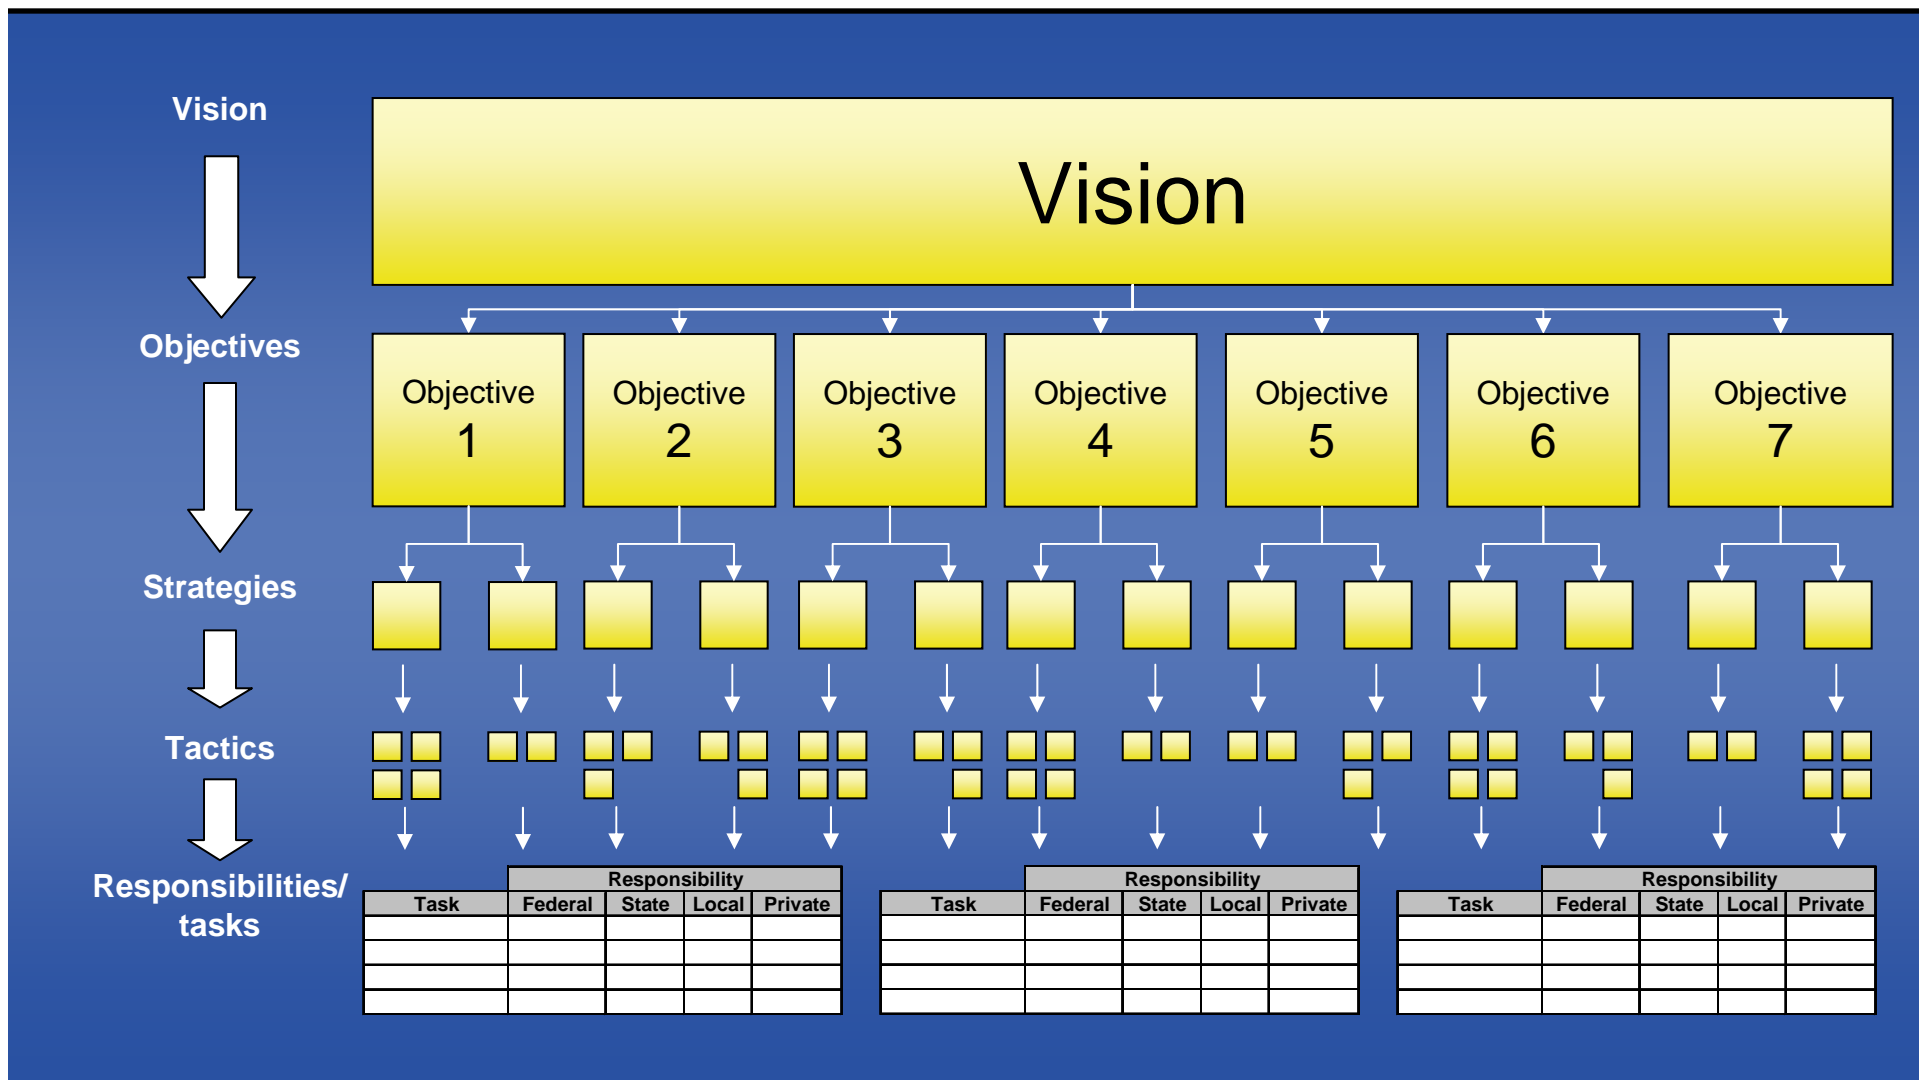 Vision
Vision
Objectives
Objective
1
Objective
2
Objective
3
Objective
4
Objective
5
Objective
6
Objective
7
Strategies
Tactics
Responsibilities/
tasks
Responsibility
Task Federal State Local Private
Responsibility
Task Federal State Local Private
Responsibility
Task Federal State Local Private